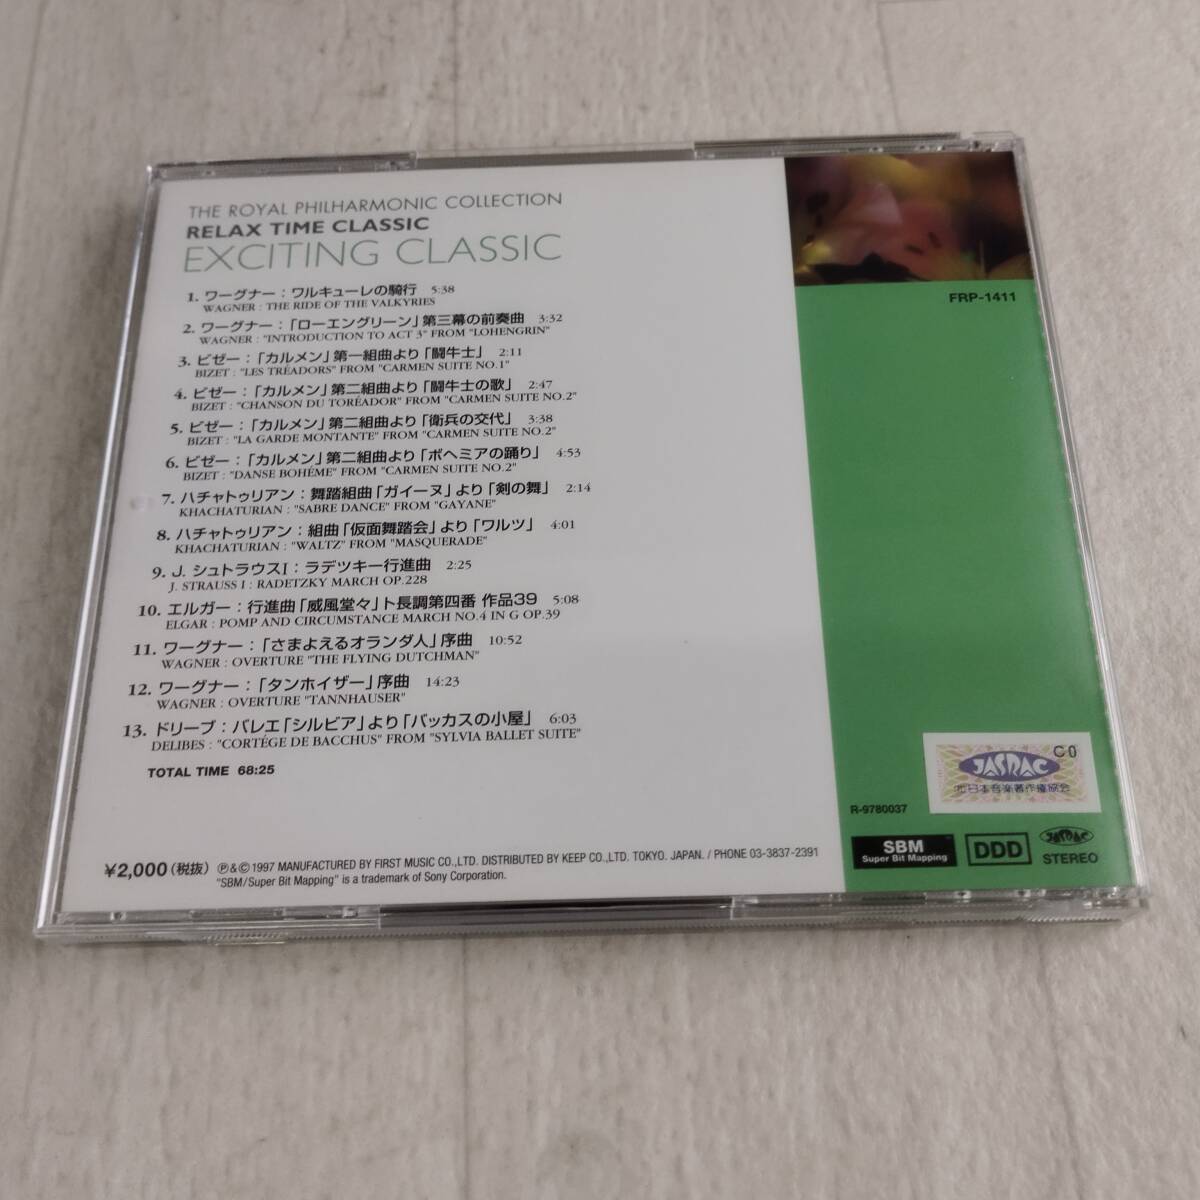 THE ROYAL PHILHARMONIC COLLECTION
RELAX TIME CLASSIC
EXCITING CLASSIC
1. ワーグナー：ワルキューレの騎行 5:38
WAGNER : THE RIDE OF THE VALKYRIES
2. ワーグナー：「ローエングリーン」第三幕の前奏曲 3:32
WAGNER : "INTRODUCTION TO ACT 3" FROM "LOHENGRIN"
3. ビゼー：「カルメン」第一組曲より「闘牛士」 2:11
BIZET : "LES TRÉADORS" FROM "CARMEN SUITE NO.1"
4. ビゼー：「カルメン」第二組曲より「闘牛士の歌」 2:47
BIZET : "CHANSON DU TORÉADOR" FROM "CARMEN SUITE NO.2"
5. ビゼー：「カルメン」第二組曲より「衛兵の交代」 3:38
BIZET : "LA GARDE MONTANTE" FROM "CARMEN SUITE NO.2"
6. ビゼー：「カルメン」第二組曲より「ボヘミアの踊り」 4:53
BIZET : "DANSE BOHÉME" FROM "CARMEN SUITE NO.2"
7. ハチャトゥリアン：舞踏組曲「ガイーヌ」より「剣の舞」 2:14
KHACHATURIAN : "SABRE DANCE" FROM "GAYANE"
8. ハチャトゥリアン：組曲「仮面舞踏会」より「ワルツ」 4:01
KHACHATURIAN : "WALTZ" FROM "MASQUERADE"
9. J. シュトラウスI：ラデツキー行進曲 2:25
J. STRAUSS I : RADETZKY MARCH OP.228
10. エルガー：行進曲「威風堂々」ト長調第四番 作品39 5:08
ELGAR : POMP AND CIRCUMSTANCE MARCH NO.4 IN G OP.39
11. ワーグナー：「さまよえるオランダ人」序曲 10:52
WAGNER : OVERTURE "THE FLYING DUTCHMAN"
12. ワーグナー：「タンホイザー」序曲 14:23
WAGNER : OVERTURE "TANNHAUSER"
13. ドリーブ：バレエ「シルビア」より「バッカスの小屋」 6:03
DELIBES : "CORTÉGE DE BACCHUS" FROM "SYLVIA BALLET SUITE"
TOTAL TIME 68:25
¥2,000(税抜) ℗&©1997 MANUFACTURED BY FIRST MUSIC CO.,LTD. DISTRIBUTED BY KEEP CO.,LTD. TOKYO. JAPAN. / PHONE 03-3837-2391
"SBM/Super Bit Mapping" is a trademark of Sony Corporation.
FRP-1411
C0
JASRAC
㈳日本音楽著作権協会
R-9780037
SBM
Super Bit Mapping
DDD
JASRAC
STEREO